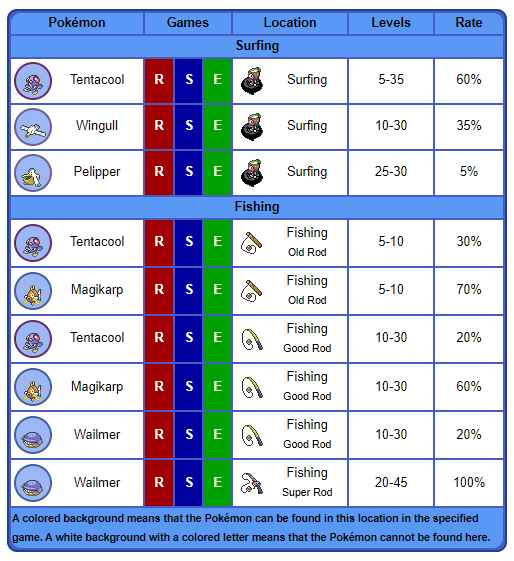 Pokémon Games Location Levels Rate
Surfing
Tentacool R S E Surfing 5-35 60%
Wingull R S E Surfing 10-30 35%
Pelipper R S E Surfing 25-30 5%
Fishing
Tentacool R S E Fishing Old Rod 5-10 30%
Magikarp R S E Fishing Old Rod 5-10 70%
Tentacool R S E Fishing Good Rod 10-30 20%
Magikarp R S E Fishing Good Rod 10-30 60%
Wailmer R S E Fishing Good Rod 10-30 20%
Wailmer R S E Fishing Super Rod 20-45 100%
A colored background means that the Pokémon can be found in this location in the specified
game. A white background with a colored letter means that the Pokémon cannot be found here.